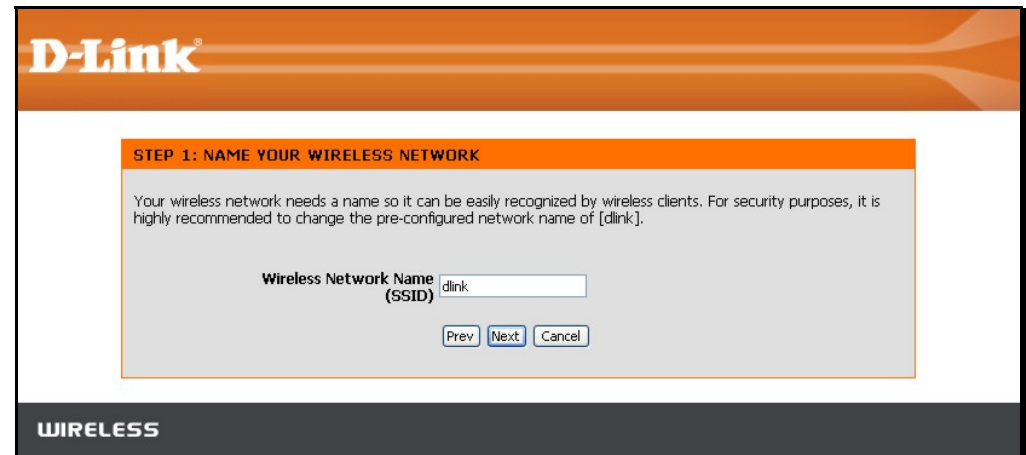 D-Link®
STEP 1: NAME YOUR WIRELESS NETWORK
Your wireless network needs a name so it can be easily recognized by wireless clients. For security purposes, it is
highly recommended to change the pre-configured network name of [dlink].
Wireless Network Name
(SSID)
dlink
Prev Next Cancel
WIRELESS